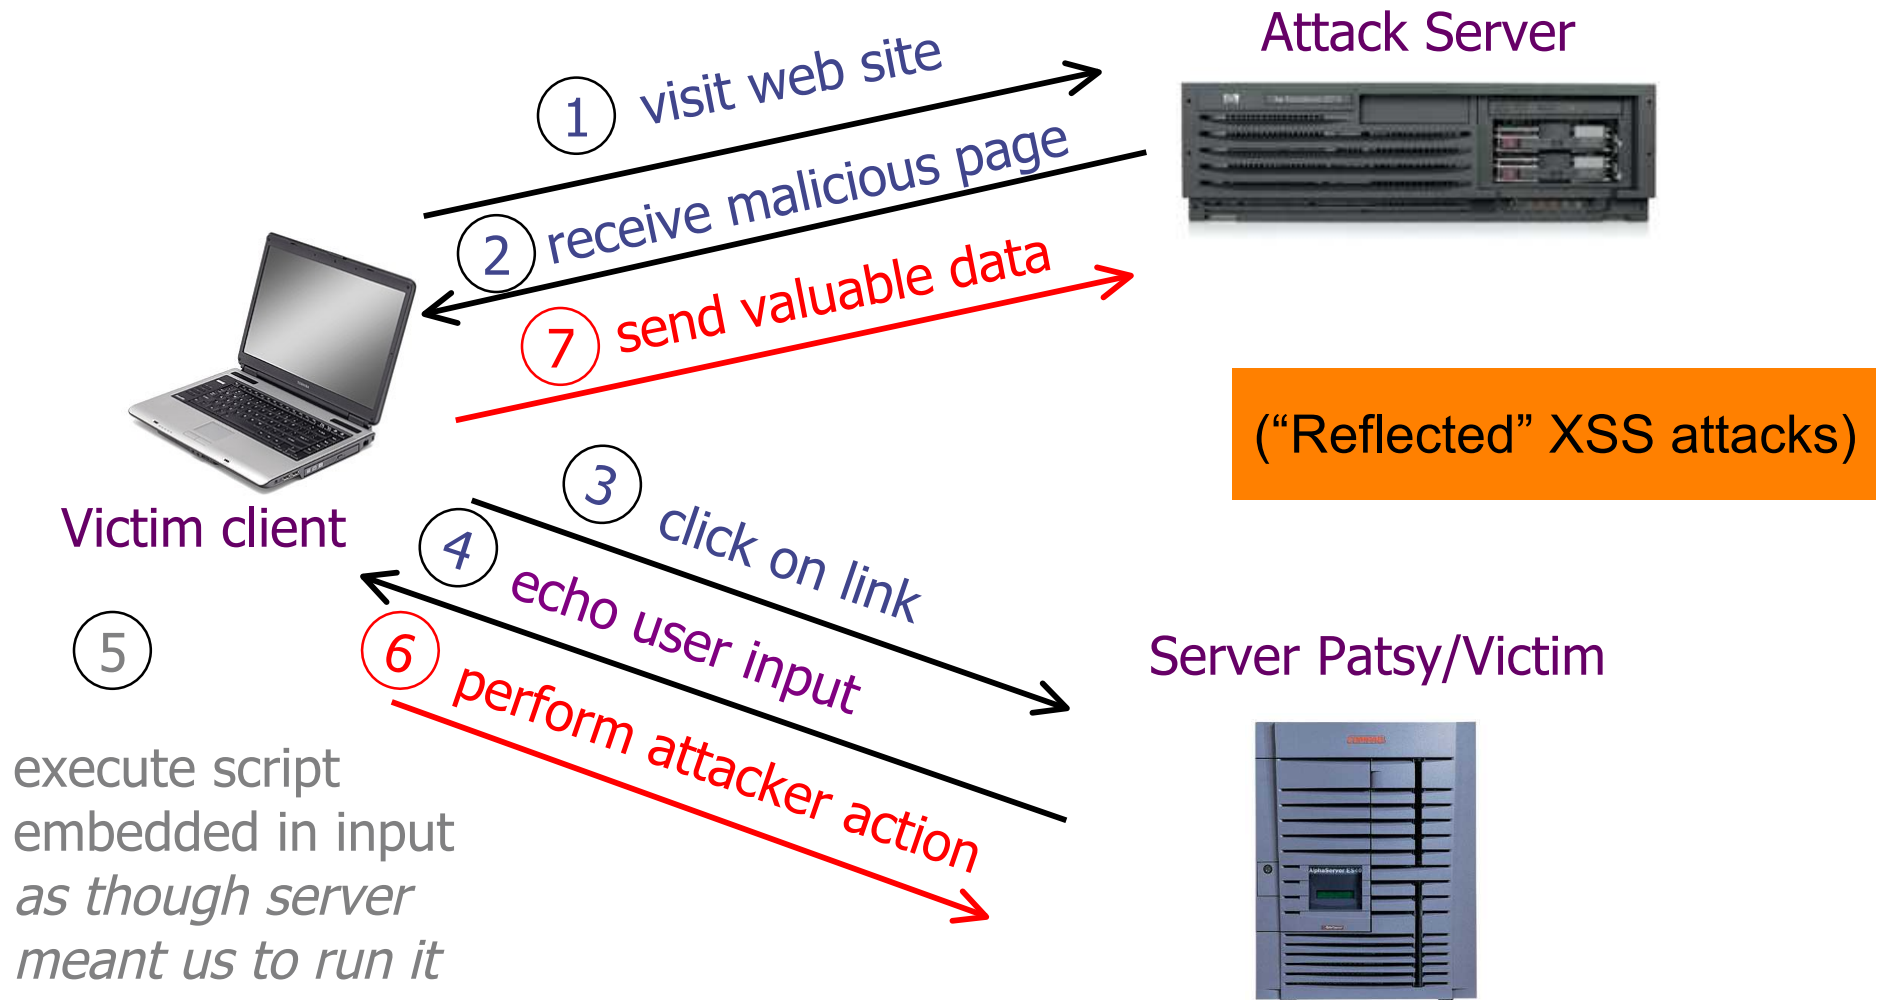 Attack Server
1 visit web site
2 receive malicious page
7 send valuable data
(“Reflected” XSS attacks)
Victim client
3 click on link
4 echo user input
5
6 perform attacker action
Server Patsy/Victim
execute script
embedded in input
as though server
meant us to run it